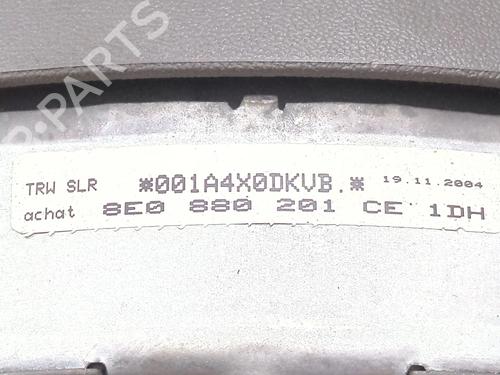 PARTS
TRW SLR *001A4X0DKVB.* 19.11.2004
achat 8E0 880 201 CE 1DH